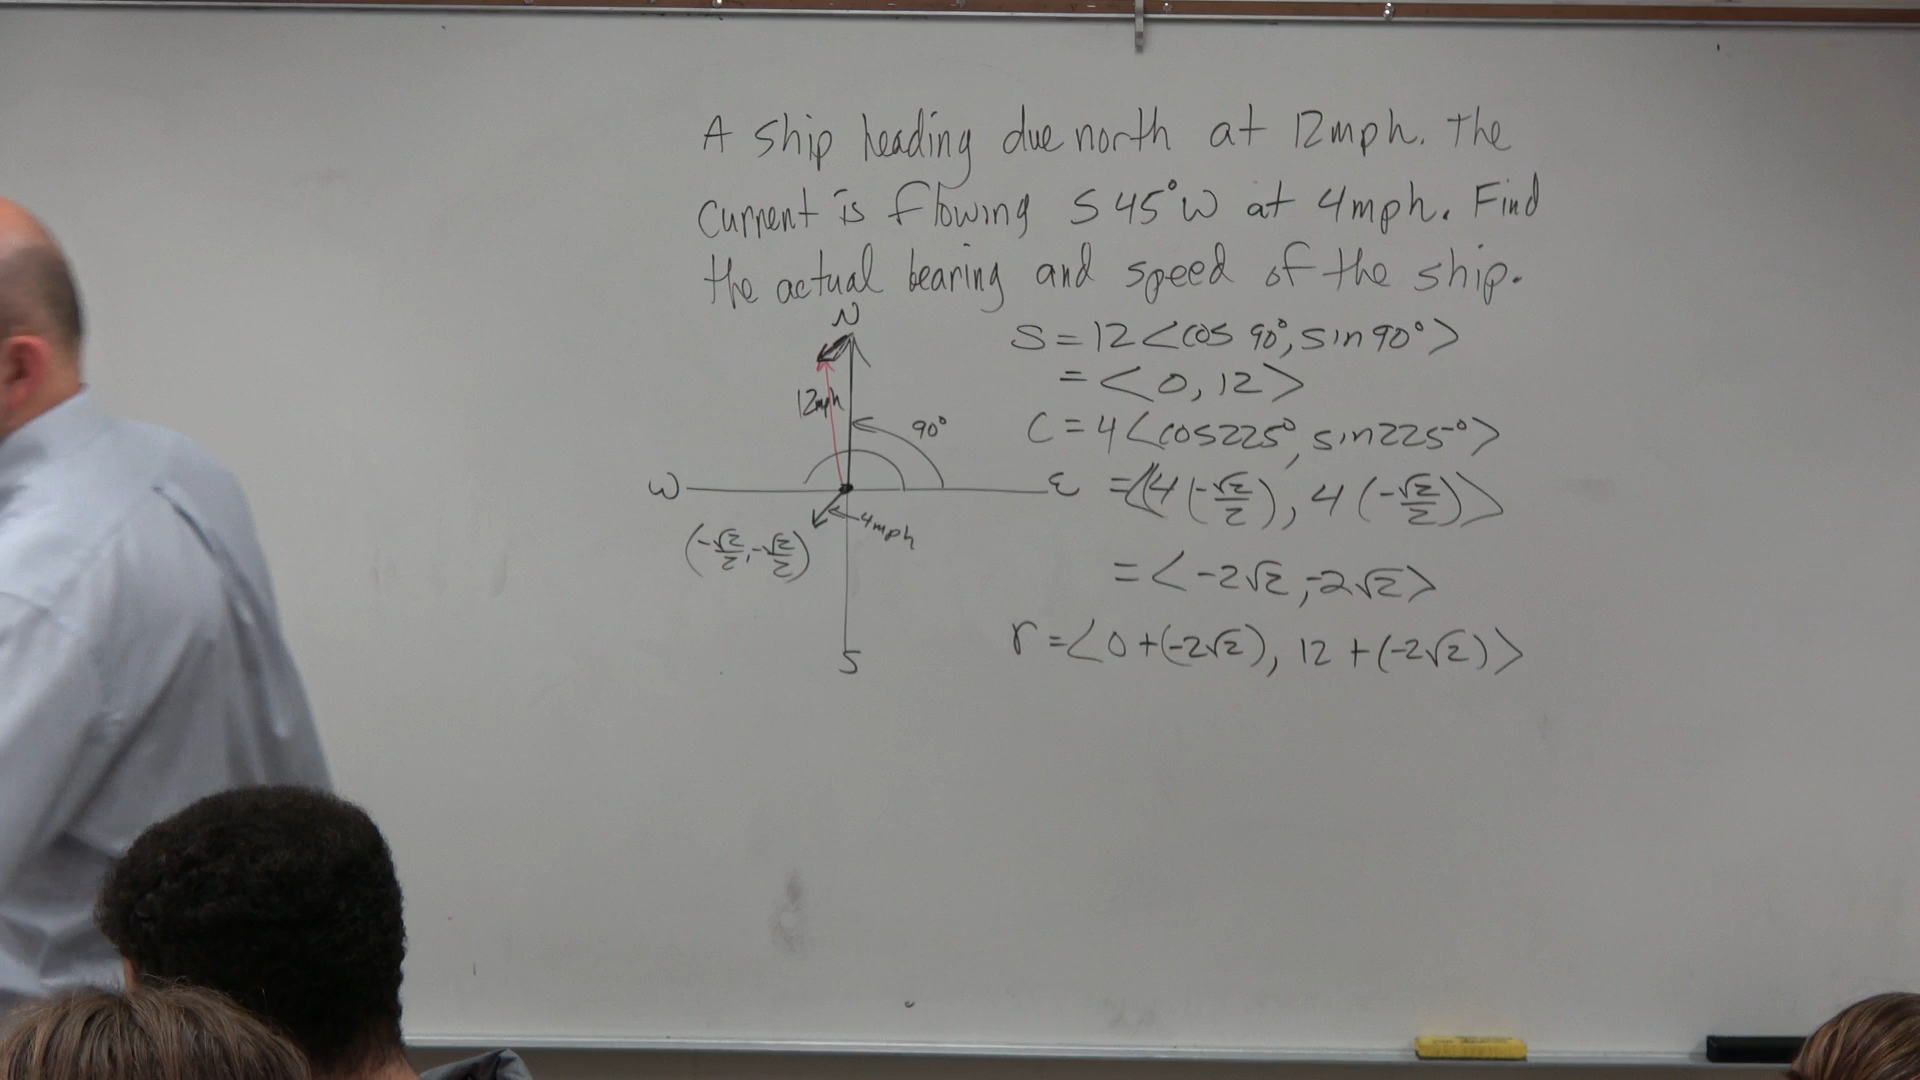 A ship heading due north at 12mph. The
current is flowing S 45° W at 4mph. Find
the actual bearing and speed of the ship.
N
S = 12 <cos 90°, sin 90°>
= < 0, 12 >
12mph
90°
C = 4 <cos 225°, sin 225°>
W
E
= <4 (-√2/2), 4 (-√2/2)>
4mph
(-√2/2, -√2/2)
= < -2√2, -2√2 >
S
r = < 0 + (-2√2), 12 + (-2√2) >